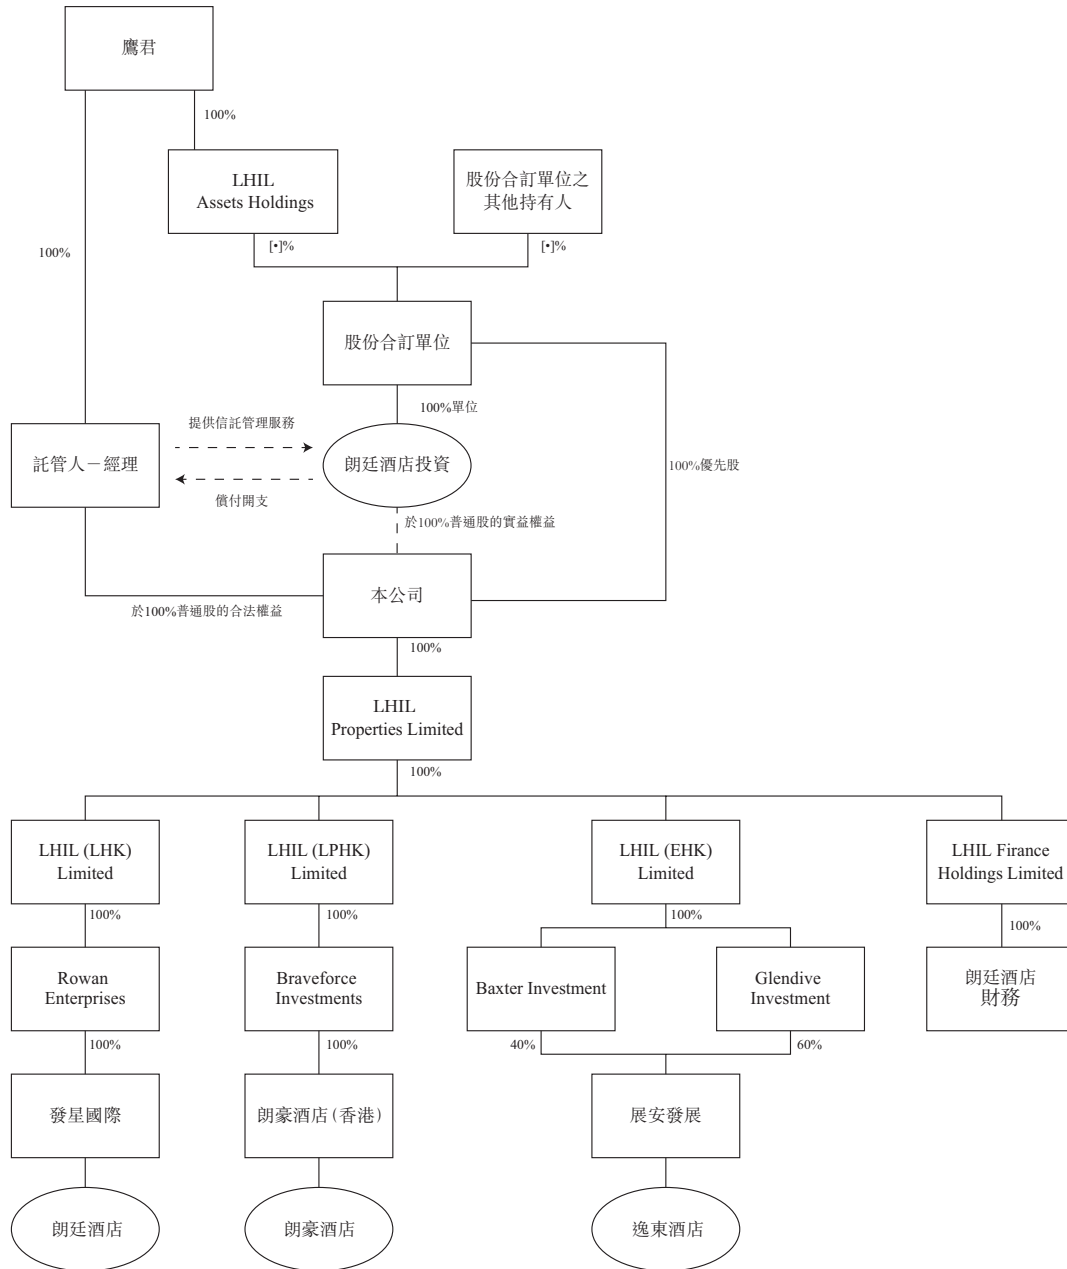 鷹君
100%
LHIL
Assets Holdings
股份合訂單位之
其他持有人
100%
[•]%
[•]%
股份合訂單位
100%單位
提供信託管理服務
託管人－經理
朗廷酒店投資
100%優先股
償付開支
於100%普通股的實益權益
本公司
於100%普通股的合法權益
100%
LHIL
Properties Limited
100%
LHIL (LHK)
Limited
LHIL (LPHK)
Limited
LHIL (EHK)
Limited
LHIL Firance
Holdings Limited
100%
100%
100%
100%
Rowan
Enterprises
Braveforce
Investments
Baxter Investment
Glendive
Investment
朗廷酒店
財務
100%
100%
40%
60%
發星國際
朗豪酒店(香港)
展安發展
朗廷酒店
朗豪酒店
逸東酒店